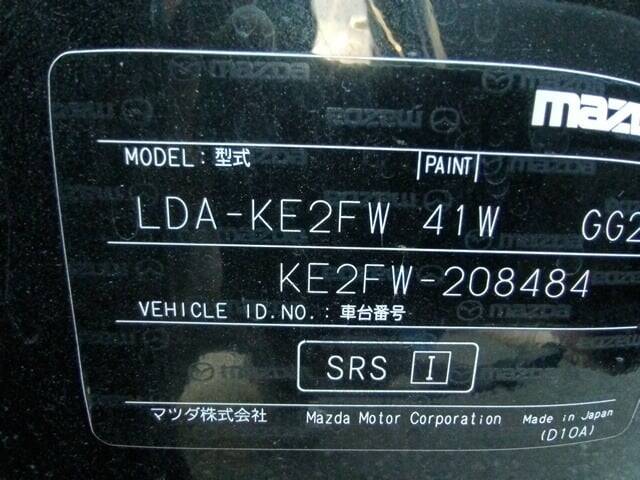 mazda
MODEL：型式 PAINT
LDA-KE2FW 41W GG2
KE2FW-208484
VEHICLE ID.NO.：車台番号
SRS I
マツダ株式会社 Mazda Motor Corporation Made in Japan
(D10A)